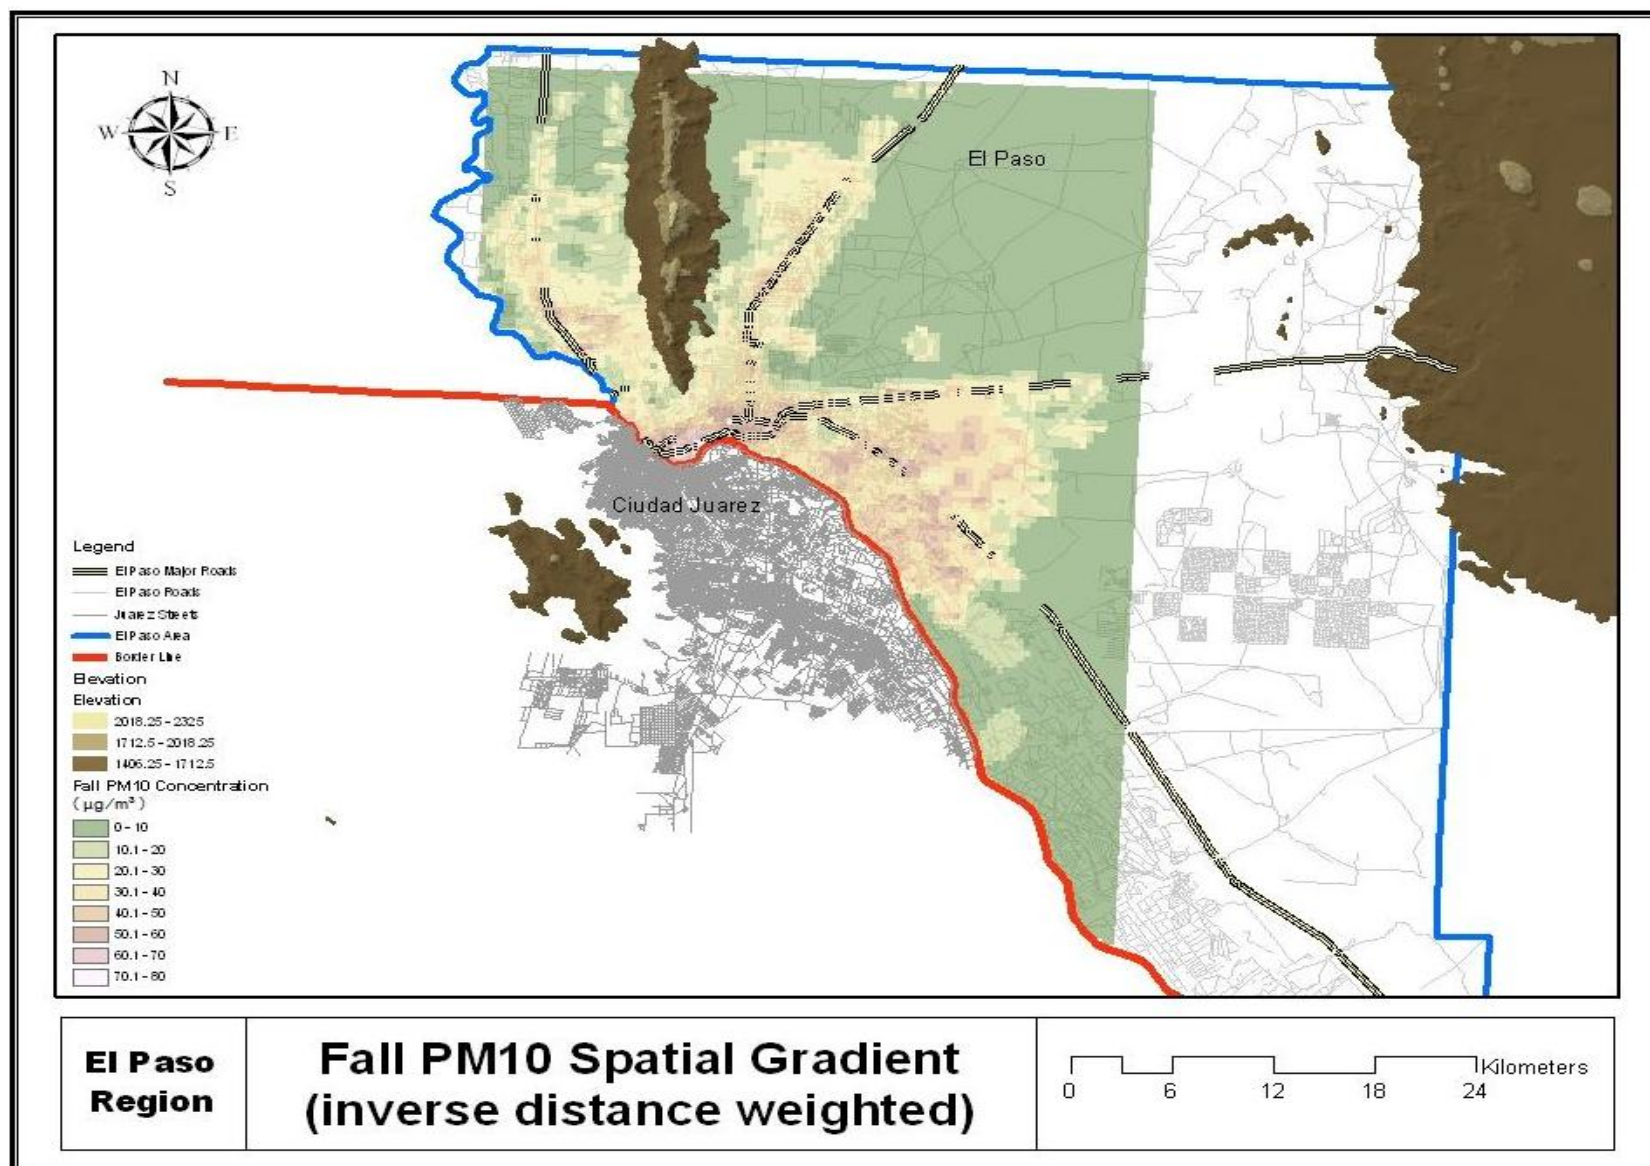 N
W E
S
El Paso
Ciudad Juarez
Legend
El Paso Major Roads
El Paso Roads
Juarez Streets
El Paso Area
Border Line
Elevation
Elevation
2018.25 - 2325
1712.5 - 2018.25
1406.25 - 1712.5
Fall PM10 Concentration
(µg/m³)
0 - 10
10.1 - 20
20.1 - 30
30.1 - 40
40.1 - 50
50.1 - 60
60.1 - 70
70.1 - 80
El Paso
Region
Fall PM10 Spatial Gradient
(inverse distance weighted)
Kilometers
0 6 12 18 24